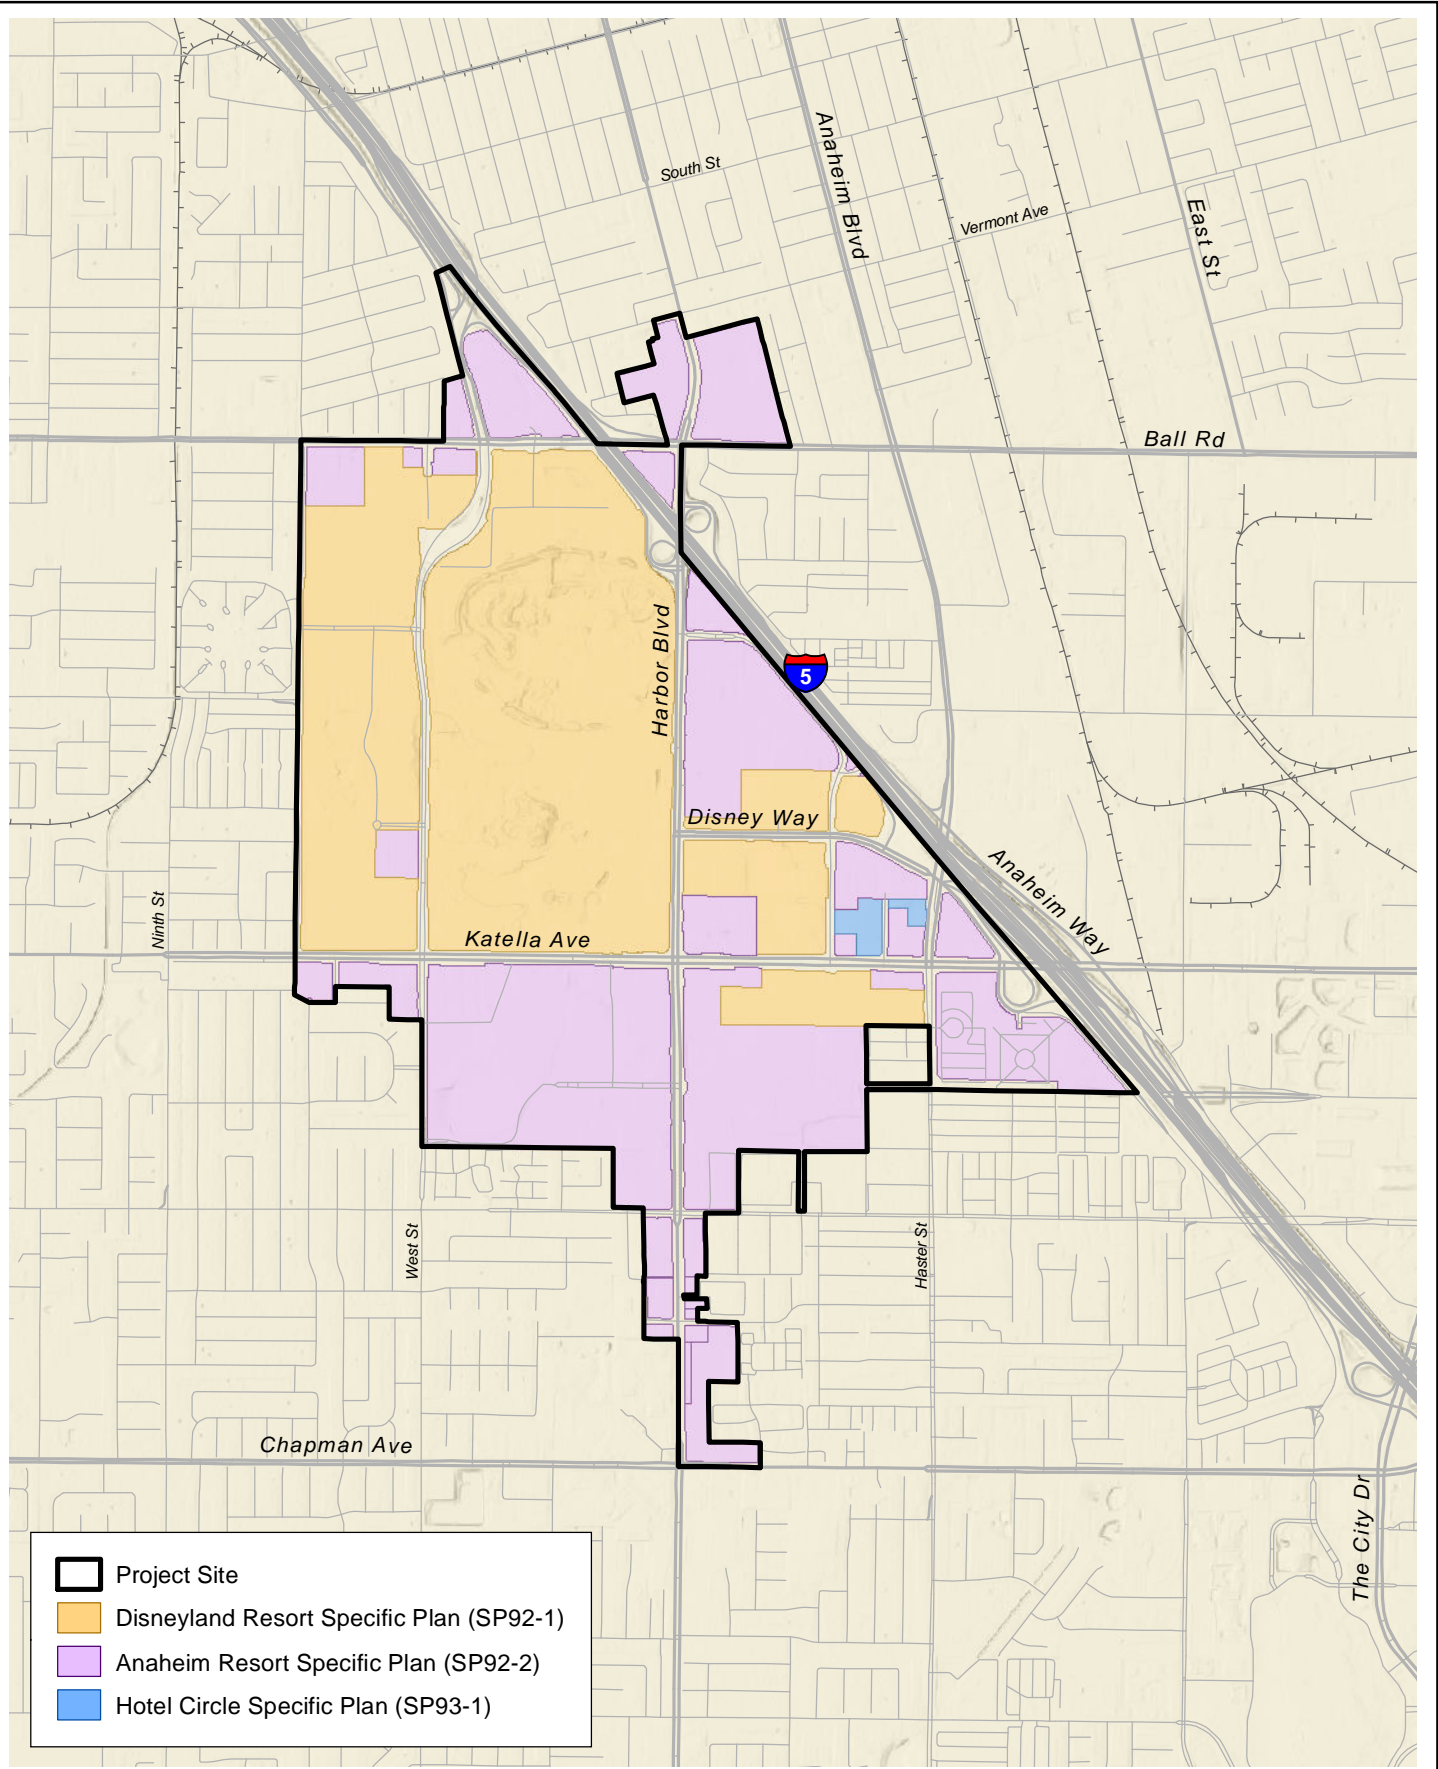 South St
Anaheim Blvd
Vermont Ave
East St
Ball Rd
Harbor Blvd
5
Disney Way
Anaheim Way
Ninth St
Katella Ave
West St
Haster St
Chapman Ave
The City Dr
Project Site
Disneyland Resort Specific Plan (SP92-1)
Anaheim Resort Specific Plan (SP92-2)
Hotel Circle Specific Plan (SP93-1)